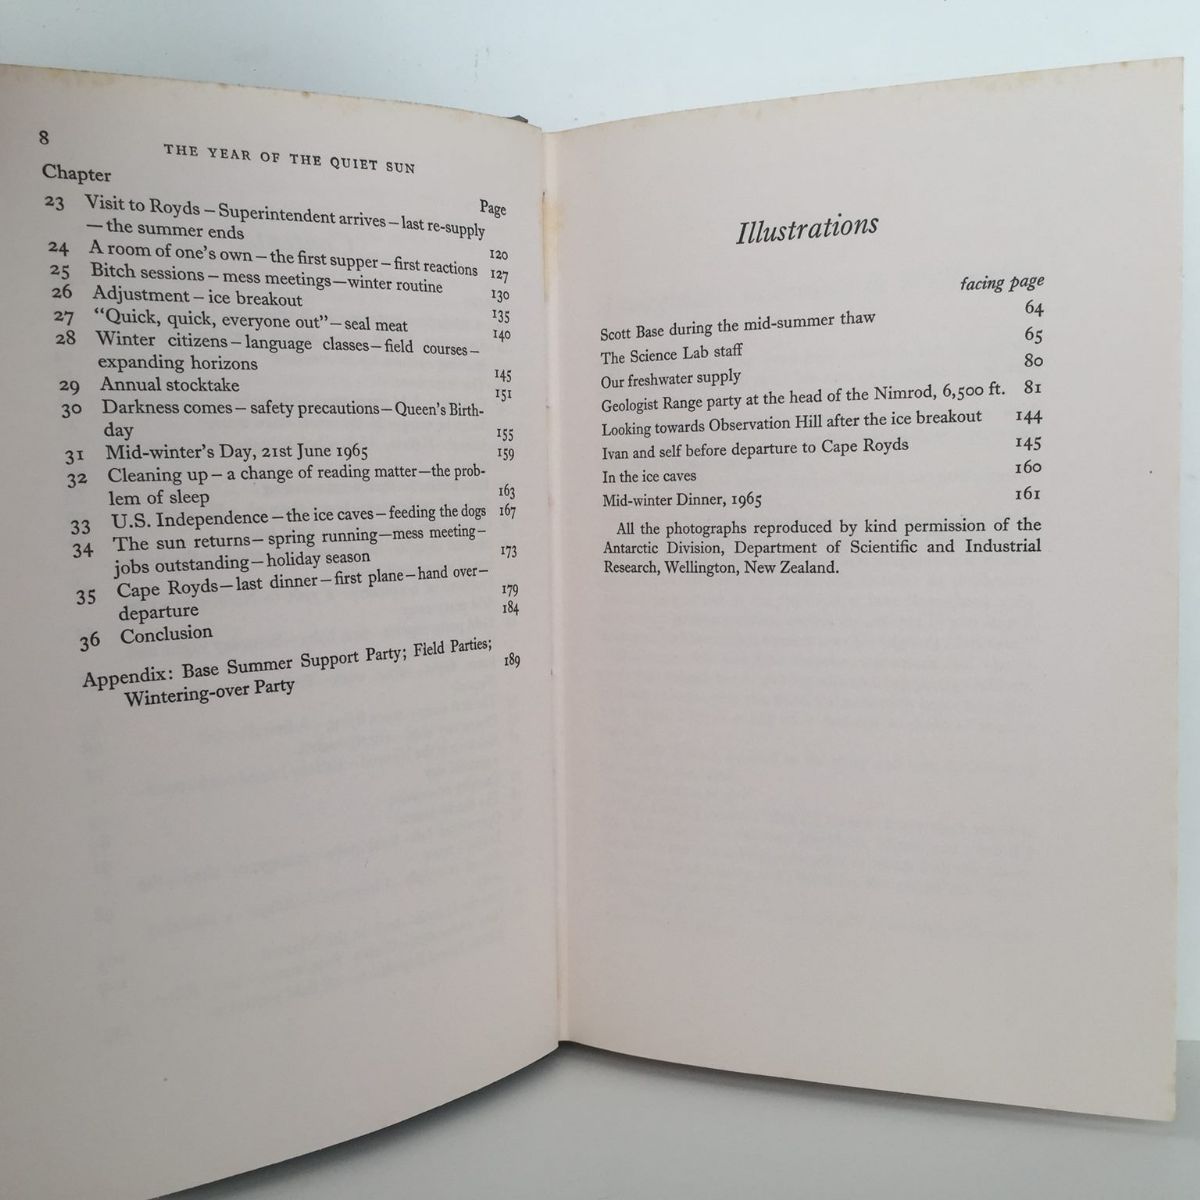 8
THE YEAR OF THE QUIET SUN
Chapter
Page
23 Visit to Royds – Superintendent arrives – last re-supply
— the summer ends 120
24 A room of one's own – the first supper – first reactions 127
25 Bitch sessions – mess meetings – winter routine 130
26 Adjustment – ice breakout 135
27 “Quick, quick, everyone out” – seal meat 140
28 Winter citizens – language classes – field courses –
expanding horizons 145
29 Annual stocktake 151
30 Darkness comes – safety precautions – Queen's Birth-
day 155
31 Mid-winter's Day, 21st June 1965 159
32 Cleaning up – a change of reading matter – the prob-
lem of sleep 163
33 U.S. Independence – the ice caves – feeding the dogs 167
34 The sun returns – spring running – mess meeting –
jobs outstanding – holiday season 173
35 Cape Royds – last dinner – first plane – hand over –
departure 179
36 Conclusion 184
Appendix: Base Summer Support Party; Field Parties;
Wintering-over Party 189
Illustrations
facing page
Scott Base during the mid-summer thaw 64
The Science Lab staff 65
Our freshwater supply 80
Geologist Range party at the head of the Nimrod, 6,500 ft. 81
Looking towards Observation Hill after the ice breakout 144
Ivan and self before departure to Cape Royds 145
In the ice caves 160
Mid-winter Dinner, 1965 161
All the photographs reproduced by kind permission of the
Antarctic Division, Department of Scientific and Industrial
Research, Wellington, New Zealand.